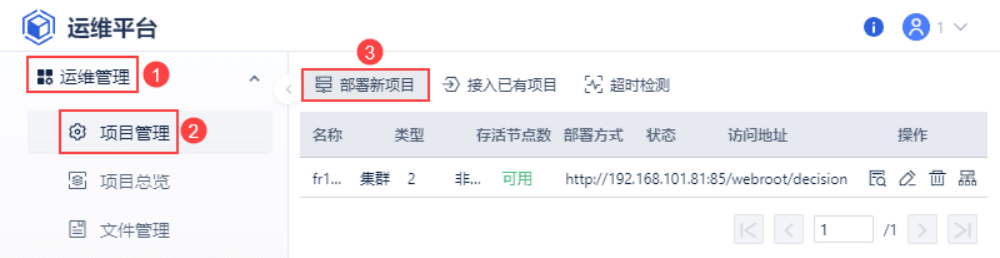 运维平台
i
1
运维管理
1
3
部署新项目
接入已有项目
超时检测
项目管理
2
名称
类型
存活节点数
部署方式
状态
访问地址
操作
项目总览
fr1...
集群
2
非...
可用
http://192.168.101.81:85/webroot/decision
文件管理
1
/1